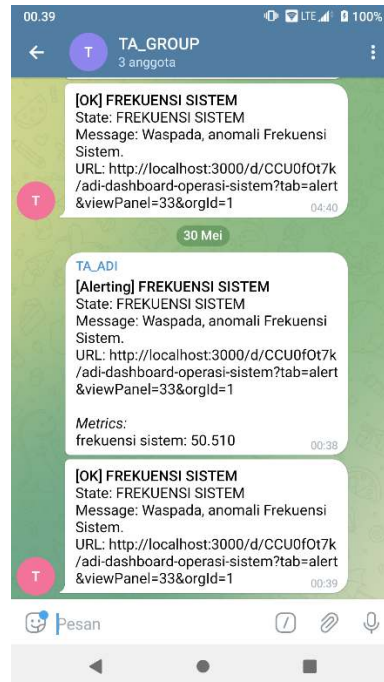 00.39
LTE
100%
T
TA_GROUP
3 anggota
[OK] FREKUENSI SISTEM
State: FREKUENSI SISTEM
Message: Waspada, anomali Frekuensi
Sistem.
URL: http://localhost:3000/d/CCU0fOt7k
/adi-dashboard-operasi-sistem?tab=alert
&viewPanel=33&orgId=1
04:40
T
30 Mei
TA_ADI
[Alerting] FREKUENSI SISTEM
State: FREKUENSI SISTEM
Message: Waspada, anomali Frekuensi
Sistem.
URL: http://localhost:3000/d/CCU0fOt7k
/adi-dashboard-operasi-sistem?tab=alert
&viewPanel=33&orgId=1
Metrics:
frekuensi sistem: 50.510
00:38
[OK] FREKUENSI SISTEM
State: FREKUENSI SISTEM
Message: Waspada, anomali Frekuensi
Sistem.
URL: http://localhost:3000/d/CCU0fOt7k
/adi-dashboard-operasi-sistem?tab=alert
&viewPanel=33&orgId=1
00:39
T
Pesan